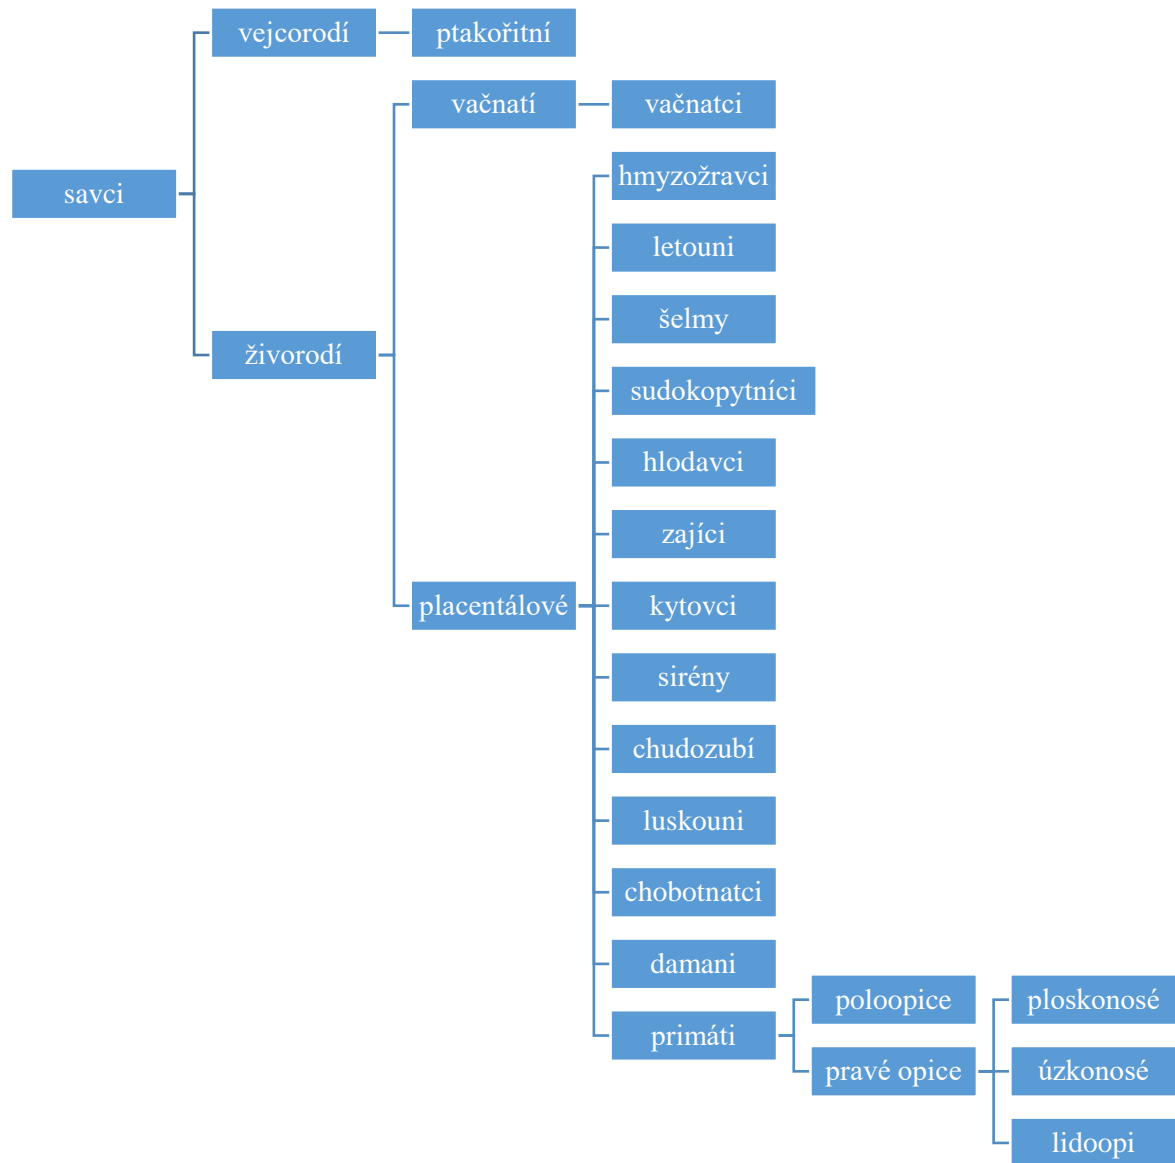 vejcorodí
ptakořitní
vačnatí
vačnatci
hmyzožravci
savci
letouni
šelmy
živorodí
sudokopytníci
hlodavci
zajíci
placentálové
kytovci
sirény
chudozubí
luskouni
chobotnatci
damani
poloopice
ploskonosé
primáti
pravé opice
úzkonosé
lidoopi